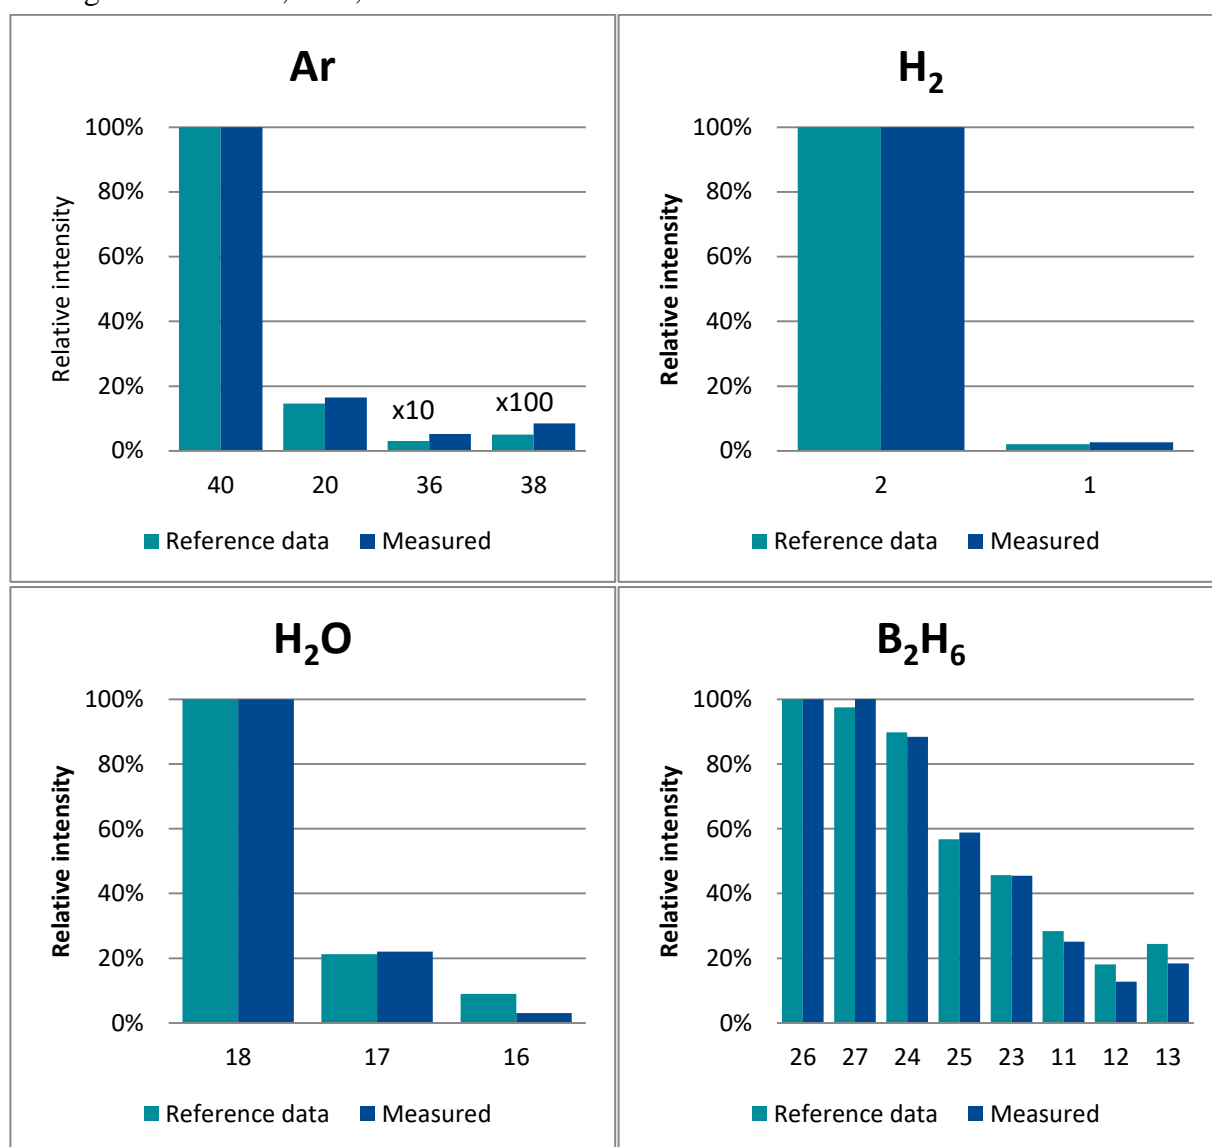 Ar
Relative intensity
100%
80%
60%
40%
20%
0%
x10
x100
40 20 36 38
Reference data Measured
H2
Relative intensity
100%
80%
60%
40%
20%
0%
2 1
Reference data Measured
H2O
Relative intensity
100%
80%
60%
40%
20%
0%
18 17 16
Reference data Measured
B2H6
Relative intensity
100%
80%
60%
40%
20%
0%
26 27 24 25 23 11 12 13
Reference data Measured